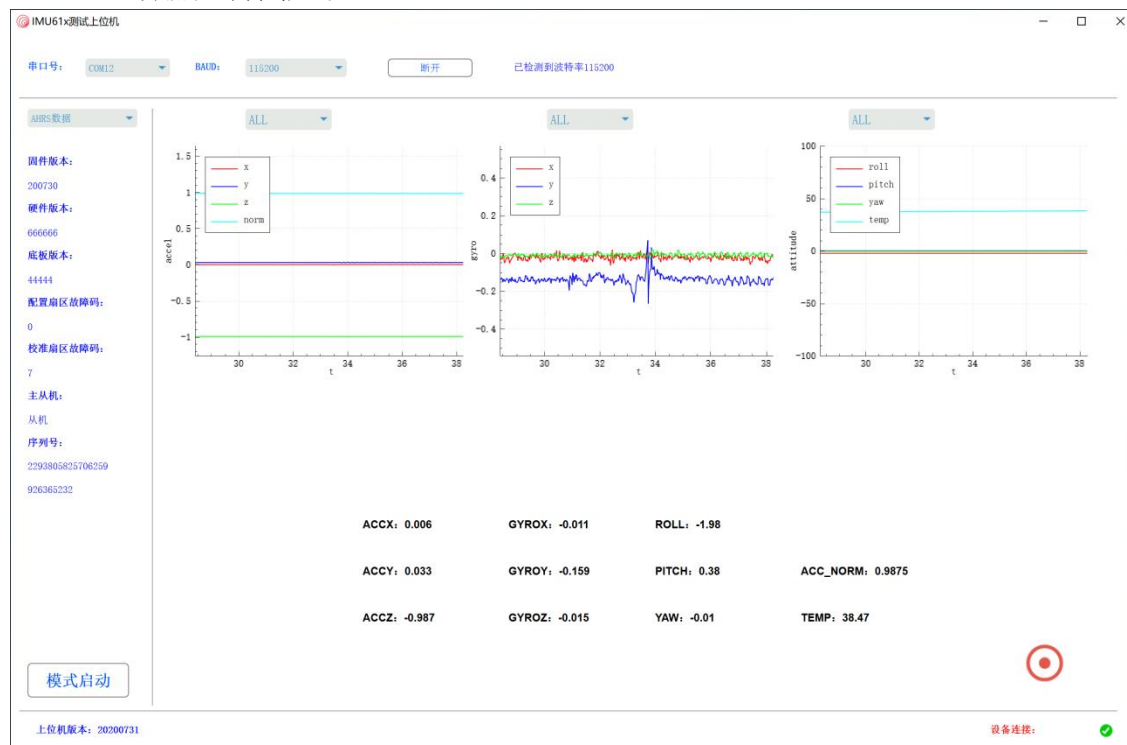 IMU61x测试上位机
串口号: COM12 BAUD: 115200 断开 已检测到波特率115200
AHRS数据 ALL ALL ALL
固件版本:
200730
硬件版本:
666666
底板版本:
44444
配置扇区故障码:
0
校准扇区故障码:
7
主从机:
从机
序列号:
2293805825706259
926365232
1.5
1
0.5
0
-0.5
-1
accel
x
y
z
norm
30 32 34 36 38
t
0.4
0.2
0
-0.2
-0.4
gyro
x
y
z
30 32 34 36 38
t
100
50
0
-50
-100
attitude
roll
pitch
yaw
temp
30 32 34 36 38
t
ACCX: 0.006 GYROX: -0.011 ROLL: -1.98
ACCY: 0.033 GYROY: -0.159 PITCH: 0.38 ACC_NORM: 0.9875
ACCZ: -0.987 GYROZ: -0.015 YAW: -0.01 TEMP: 38.47
模式启动
上位机版本: 20200731 设备连接: